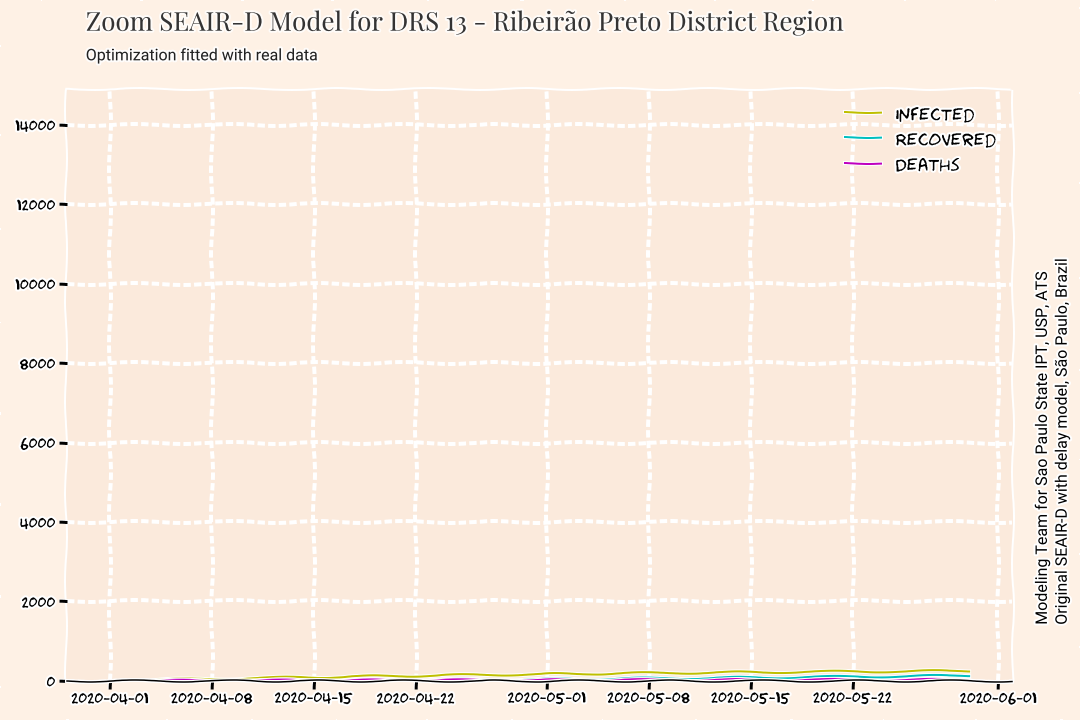 Zoom SEAIR-D Model for DRS 13 - Ribeirão Preto District Region
Optimization fitted with real data
INFECTED
RECOVERED
DEATHS
14000
12000
10000
8000
6000
4000
2000
0
2020-04-01 2020-04-08 2020-04-15 2020-04-22 2020-05-01 2020-05-08 2020-05-15 2020-05-22 2020-06-01
Modeling Team for Sao Paulo State IPT, USP, ATS
Original SEAIR-D with delay model, São Paulo, Brazil